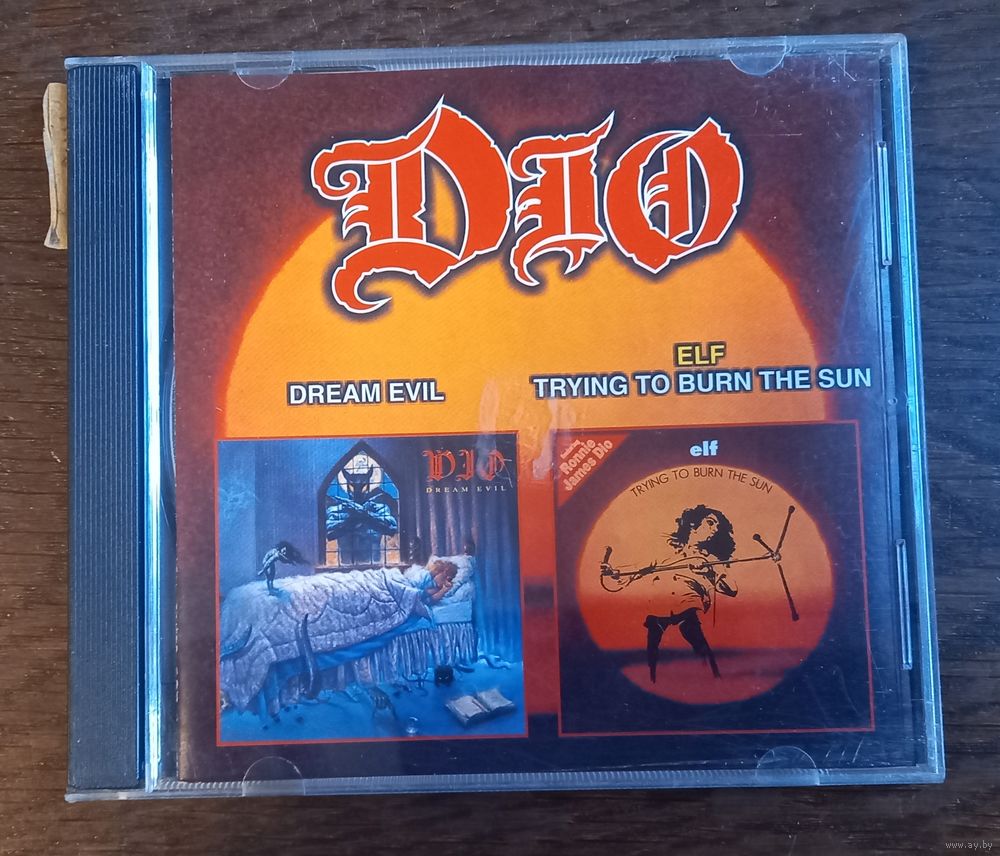 DIO
DREAM EVIL
ELF
TRYING TO BURN THE SUN
DIO
DREAM EVIL
Ronnie
James Dio
elf
TRYING TO BURN THE SUN
www.ay.by